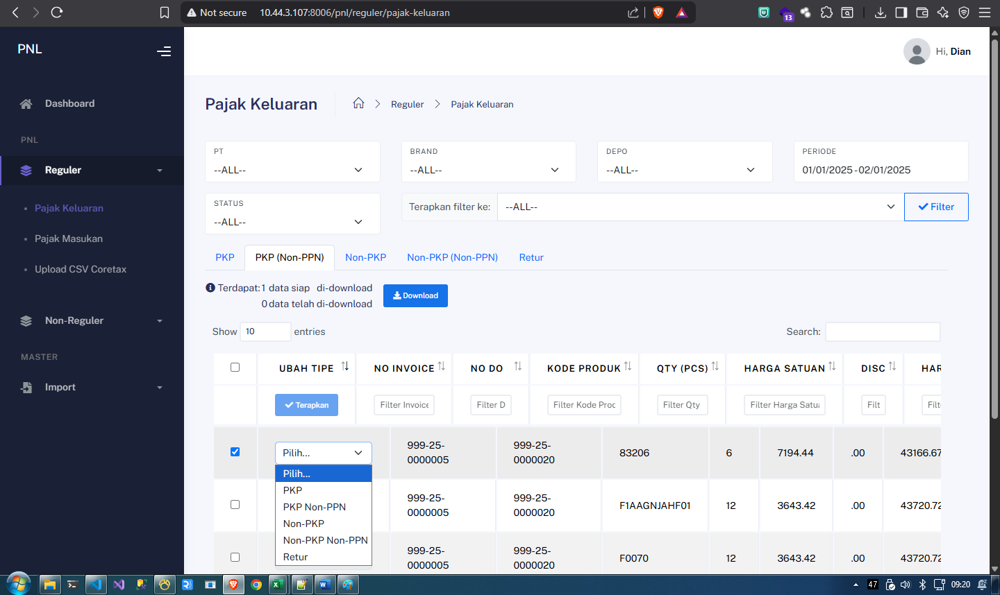 Not secure 10.44.3.107:8006/pnl/reguler/pajak-keluaran
13
PNL
Hi, Dian
Dashboard
PNL
Reguler
Pajak Keluaran
Pajak Masukan
Upload CSV Coretax
Non-Reguler
MASTER
Import
Pajak Keluaran
Reguler
Pajak Keluaran
PT
--ALL--
BRAND
--ALL--
DEPO
--ALL--
PERIODE
01/01/2025 - 02/01/2025
STATUS
--ALL--
Terapkan filter ke: --ALL-- Filter
PKP PKP (Non-PPN) Non-PKP Non-PKP (Non-PPN) Retur
Terdapat: 1 data siap di-download
0 data telah di-download
Download
Show 10 entries
Search:
UBAH TIPE NO INVOICE NO DO KODE PRODUK QTY (PCS) HARGA SATUAN DISC HAR
Terapkan Filter Invoice Filter D Filter Kode Proc Filter Qty Filter Harga Satua Filt Filt
Pilih... 999-25-0000005 999-25-0000020 83206 6 7194.44 .00 43166.67
Pilih...
PKP
PKP Non-PPN
Non-PKP
Non-PKP Non-PPN
Retur
999-25-0000005 999-25-0000020 F1AAGNJAHF01 12 3643.42 .00 43720.72
999-25-0000005 999-25-0000020 F0070 12 3643.42 .00 43720.72
47 09:20